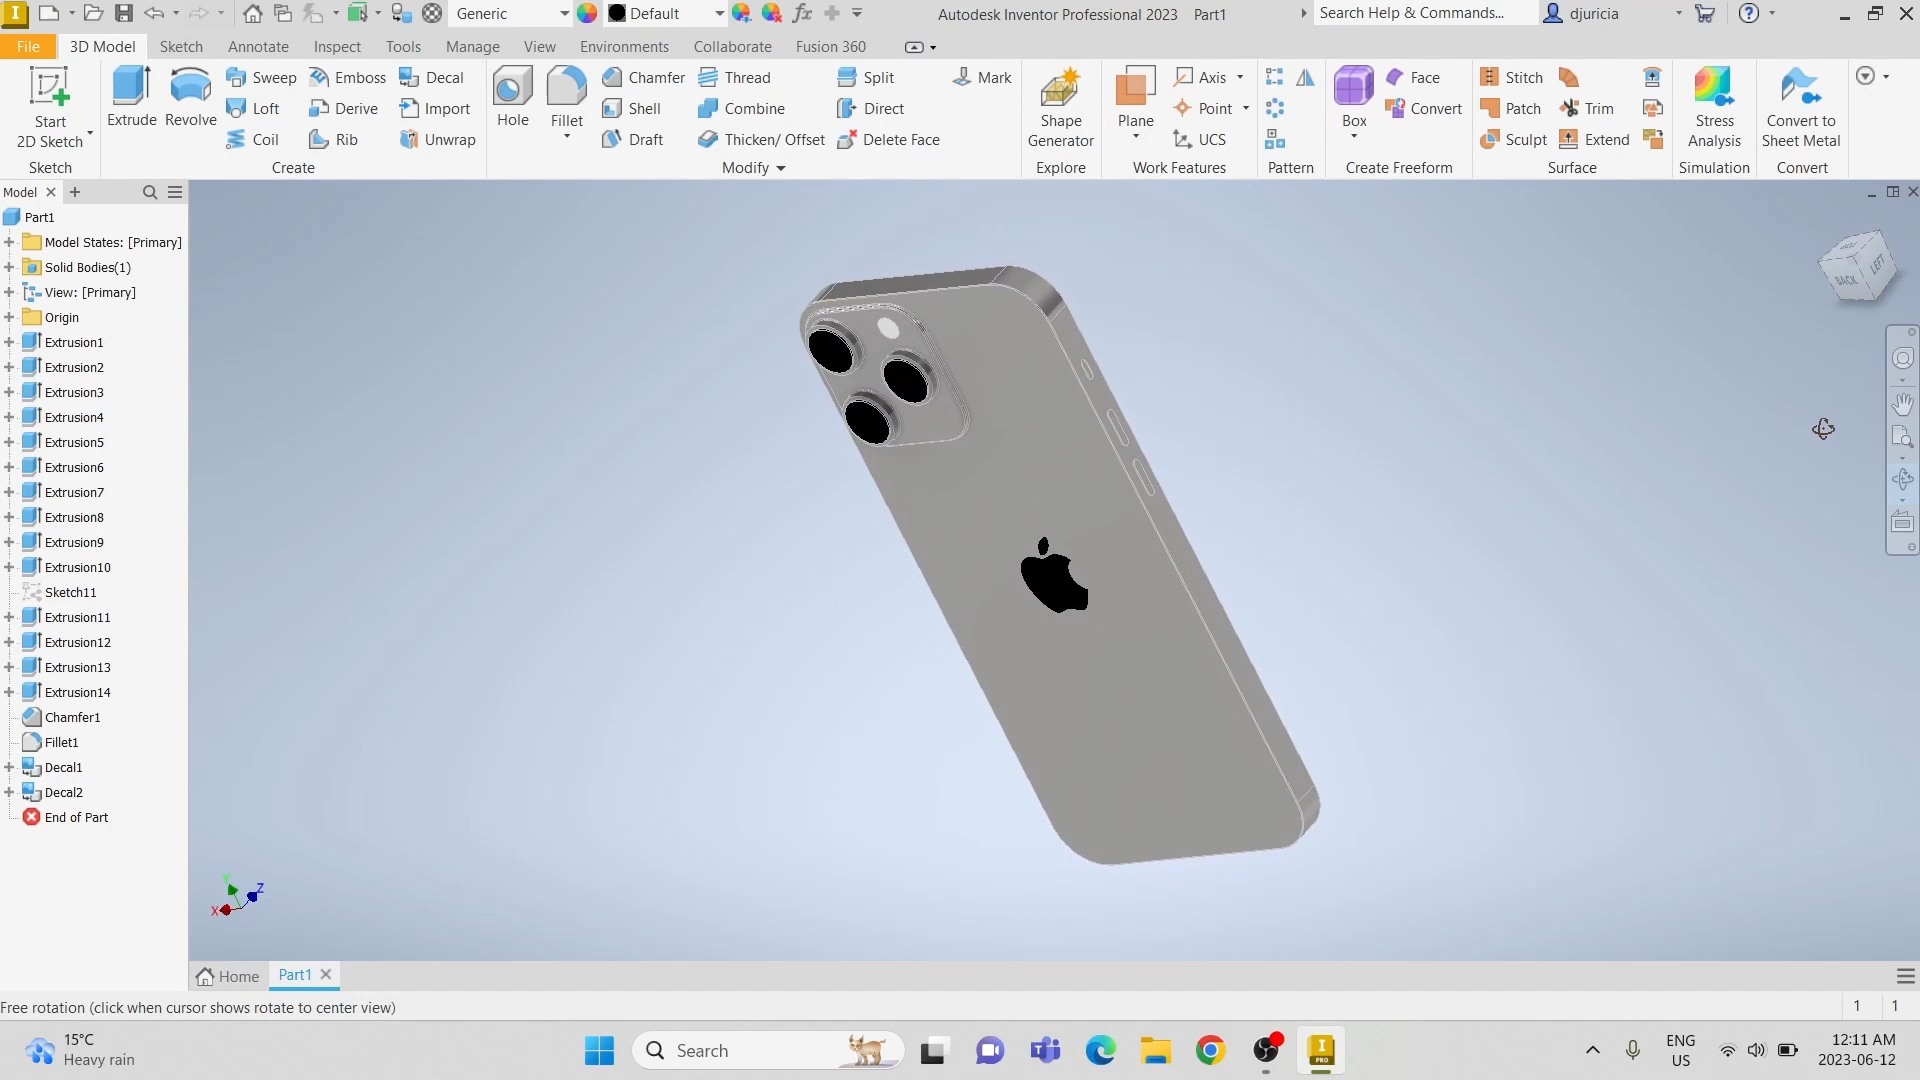 Generic
Default
Autodesk Inventor Professional 2023 Part1
Search Help & Commands...
djuricia
File
3D Model
Sketch
Annotate
Inspect
Tools
Manage
View
Environments
Collaborate
Fusion 360
Start
2D Sketch
Sketch
Extrude
Revolve
Sweep
Loft
Coil
Emboss
Derive
Rib
Decal
Import
Unwrap
Create
Hole
Fillet
Chamfer
Shell
Draft
Thread
Combine
Thicken/ Offset
Split
Direct
Delete Face
Modify
Mark
Shape
Generator
Explore
Plane
Axis
Point
UCS
Work Features
Pattern
Box
Face
Convert
Create Freeform
Stitch
Patch
Sculpt
Trim
Extend
Surface
Stress
Analysis
Simulation
Convert to
Sheet Metal
Convert
Model
Part1
Model States: [Primary]
Solid Bodies(1)
View: [Primary]
Origin
Extrusion1
Extrusion2
Extrusion3
Extrusion4
Extrusion5
Extrusion6
Extrusion7
Extrusion8
Extrusion9
Extrusion10
Sketch11
Extrusion11
Extrusion12
Extrusion13
Extrusion14
Chamfer1
Fillet1
Decal1
Decal2
End of Part
BACK
LEFT
Y
Z
X
Home
Part1
Free rotation (click when cursor shows rotate to center view)
1 1
15°C
Heavy rain
Search
PRO
ENG
US
12:11 AM
2023-06-12